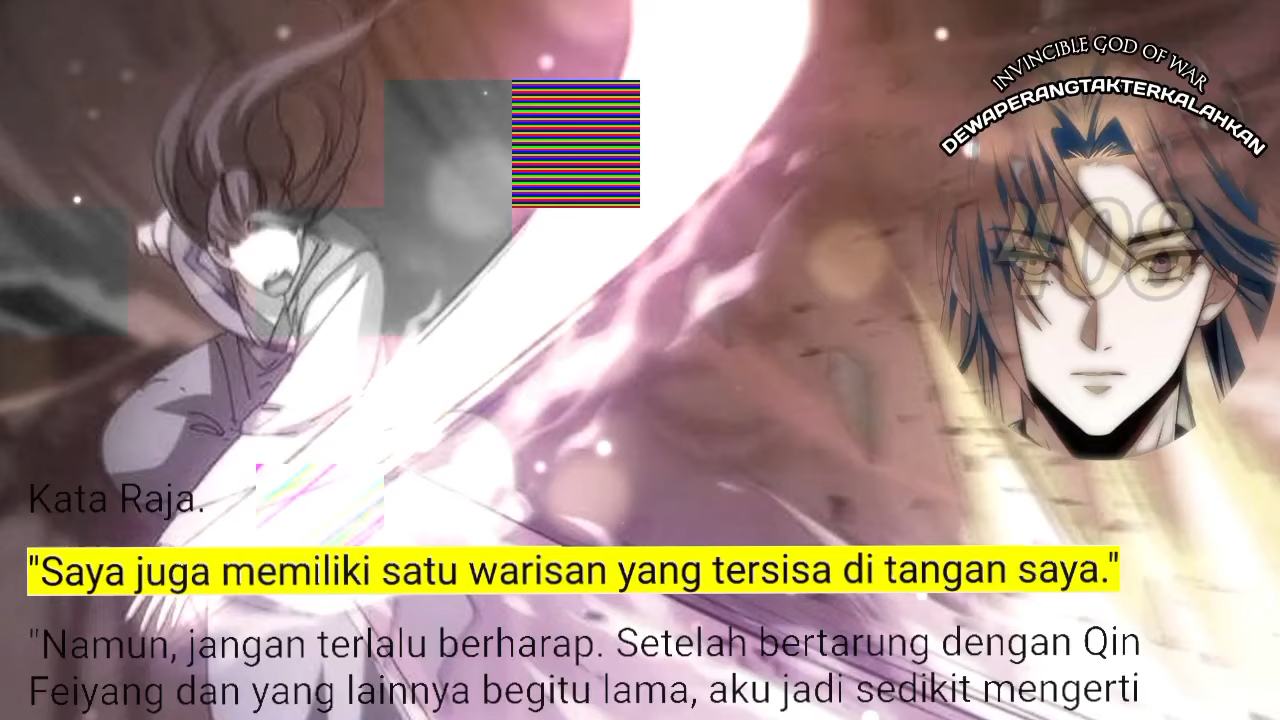 INVINCIBLE GOD OF WAR
DEWAPERANGTAKTERKALAHKAN
#08
Kata Raja.
"Saya juga memiliki satu warisan yang tersisa di tangan saya."
"Namun, jangan terlalu berharap. Setelah bertarung dengan Qin
Feiyang dan yang lainnya begitu lama, aku jadi sedikit mengerti